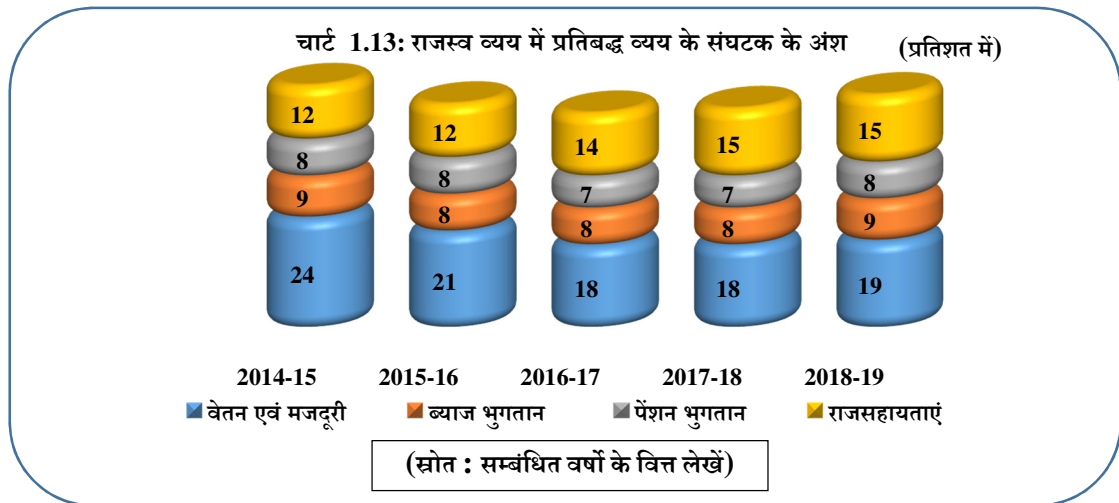 चार्ट 1.13: राजस्व व्यय में प्रतिबद्ध व्यय के संघटक के अंश (प्रतिशत में)
12 12 14 15 15
8 8 7 7 8
9 8 8 8 9
24 21 18 18 19
2014-15 2015-16 2016-17 2017-18 2018-19
वेतन एवं मजदूरी ब्याज भुगतान पेंशन भुगतान राजसहायताएं
(स्रोत : सम्बंधित वर्षो के वित्त लेखें)